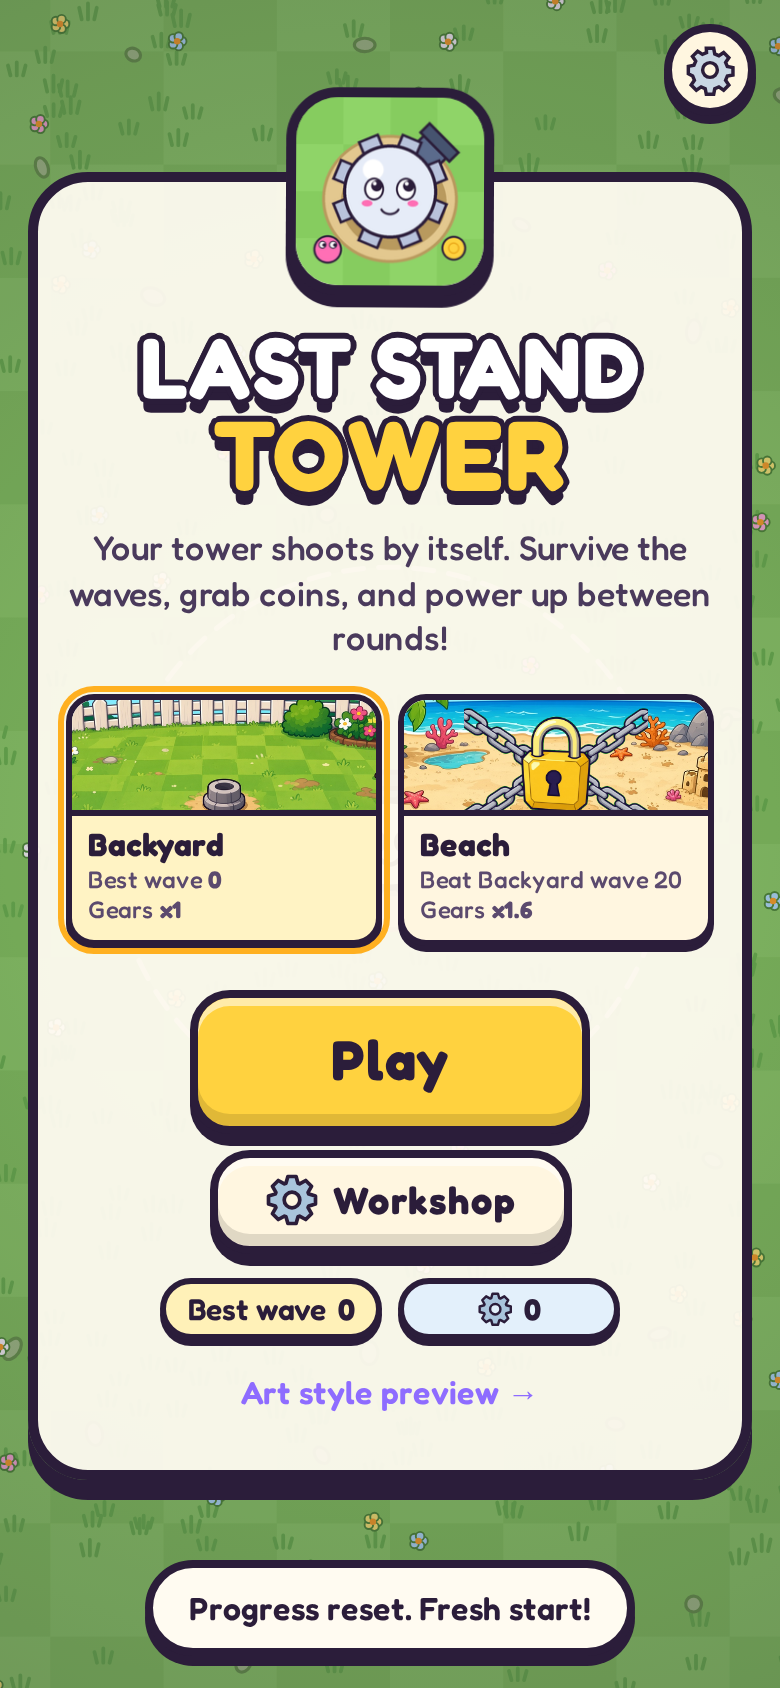 LAST STAND
TOWER
Your tower shoots by itself. Survive the
waves, grab coins, and power up between
rounds!
Backyard
Best wave 0
Gears x1
Beach
Beat Backyard wave 20
Gears x1.6
Play
Workshop
Best wave 0
0
Art style preview →
Progress reset. Fresh start!